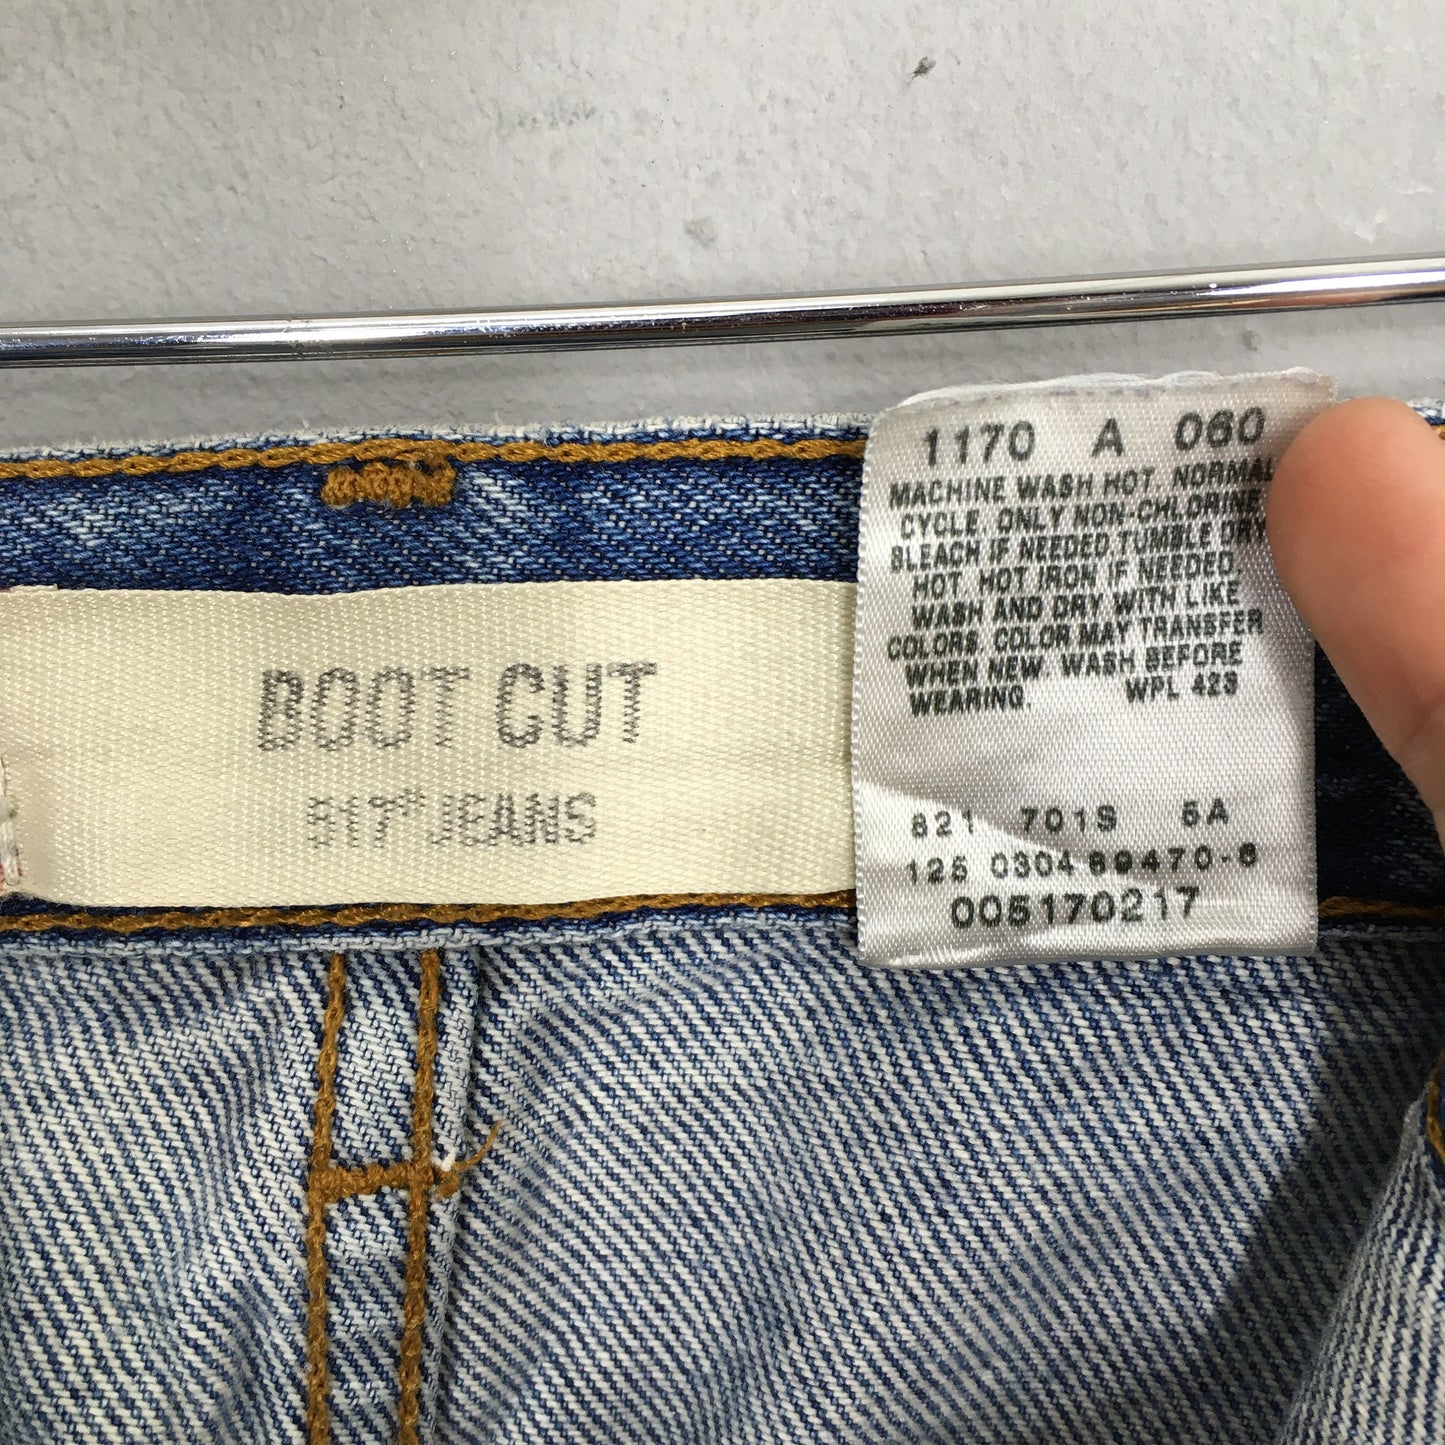 BOOT CUT
517® JEANS
1170 A 060
MACHINE WASH HOT NORMAL
CYCLE. ONLY NON-CHLORINE
BLEACH IF NEEDED. TUMBLE DRY
HOT. HOT IRON IF NEEDED.
WASH AND DRY WITH LIKE
COLORS. COLOR MAY TRANSFER
WHEN NEW. WASH BEFORE
WEARING. WPL 423
821 701S 5A
125 0304 69470-6
005170217